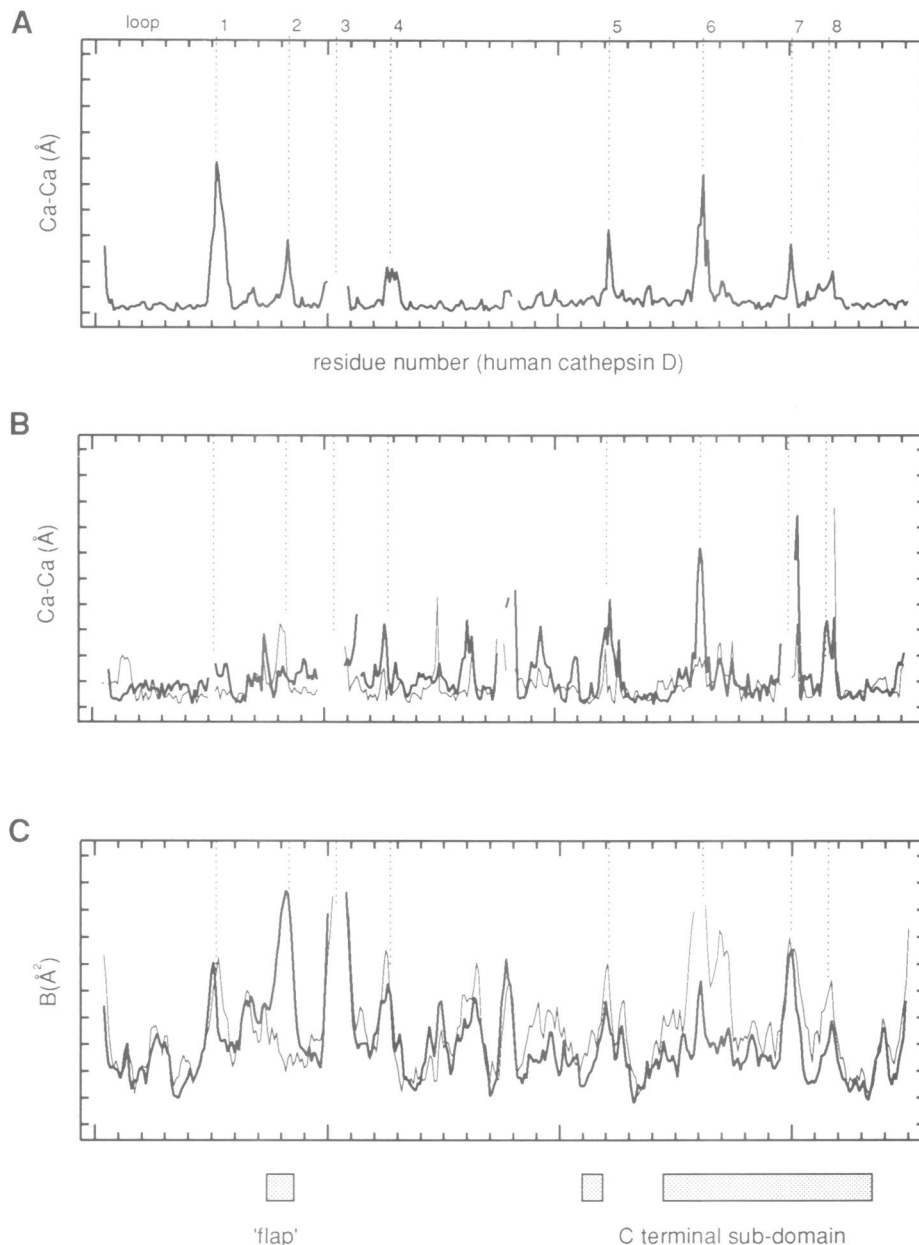 A
loop 1 2 3 4 5 6 7 8
Ca-Ca (Å)
residue number (human cathepsin D)
B
Ca-Ca (Å)
C
B(Å²)
'flap' C terminal sub-domain